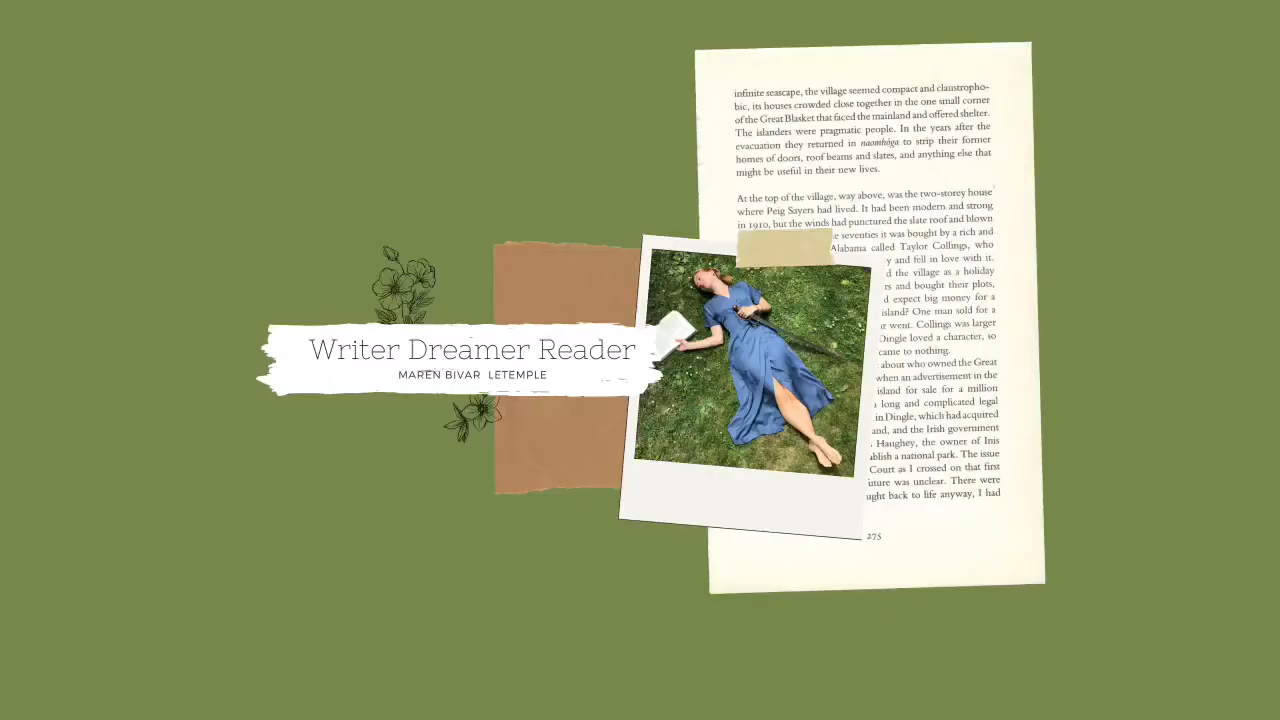 Writer Dreamer Reader
MAREN BIVAR LETEMPLE
infinite seascape, the village seemed compact and claustropho-
bic, its houses crowded close together in the one small corner
of the Great Blasket that faced the mainland and offered shelter.
The islanders were pragmatic people. In the years after the
evacuation they returned in naomhóga to strip their former
homes of doors, roof beams and slates, and anything else that
might be useful in their new lives.
At the top of the village, way above, was the two-storey house
where Peig Sayers had lived. It had been modern and strong
in 1910, but the winds had punctured the slate roof and blown
seventies it was bought by a rich and
Alabama called Taylor Collings, who
y and fell in love with it.
d the village as a holiday
rs and bought their plots,
d expect big money for a
island? One man sold for a
went. Collings was larger
Dingle loved a character, so
came to nothing.
about who owned the Great
when an advertisement in the
island for sale for a million
long and complicated legal
in Dingle, which had acquired
and, and the Irish government
Haughey, the owner of Inis
ablish a national park. The issue
Court as I crossed on that first
uture was unclear. There were
ught back to life anyway, I had
275